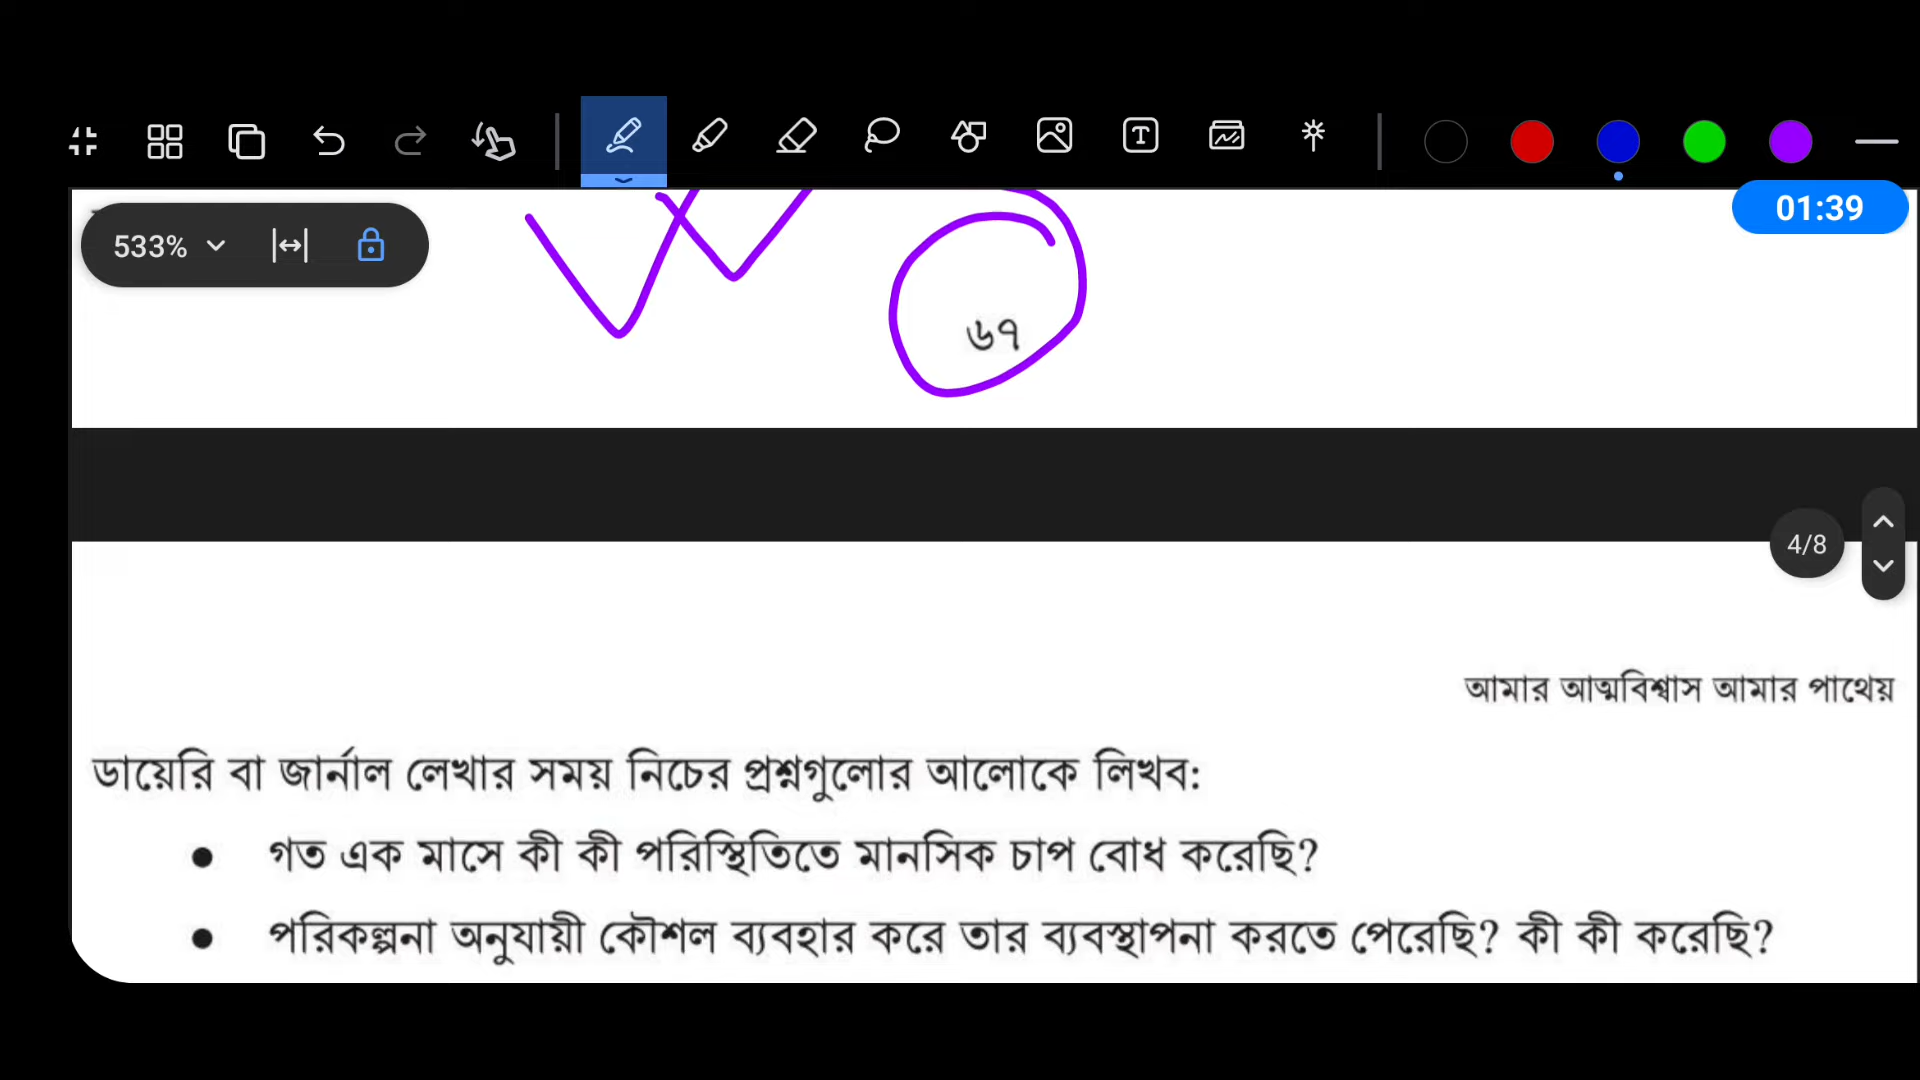 533%
01:39
৬৭
4/8
আমার আত্মবিশ্বাস আমার পাথেয়
ডায়েরি বা জার্নাল লেখার সময় নিচের প্রশ্নগুলোর আলোকে লিখব:
● গত এক মাসে কী কী পরিস্থিতিতে মানসিক চাপ বোধ করেছি?
● পরিকল্পনা অনুযায়ী কৌশল ব্যবহার করে তার ব্যবস্থাপনা করতে পেরেছি? কী কী করেছি?